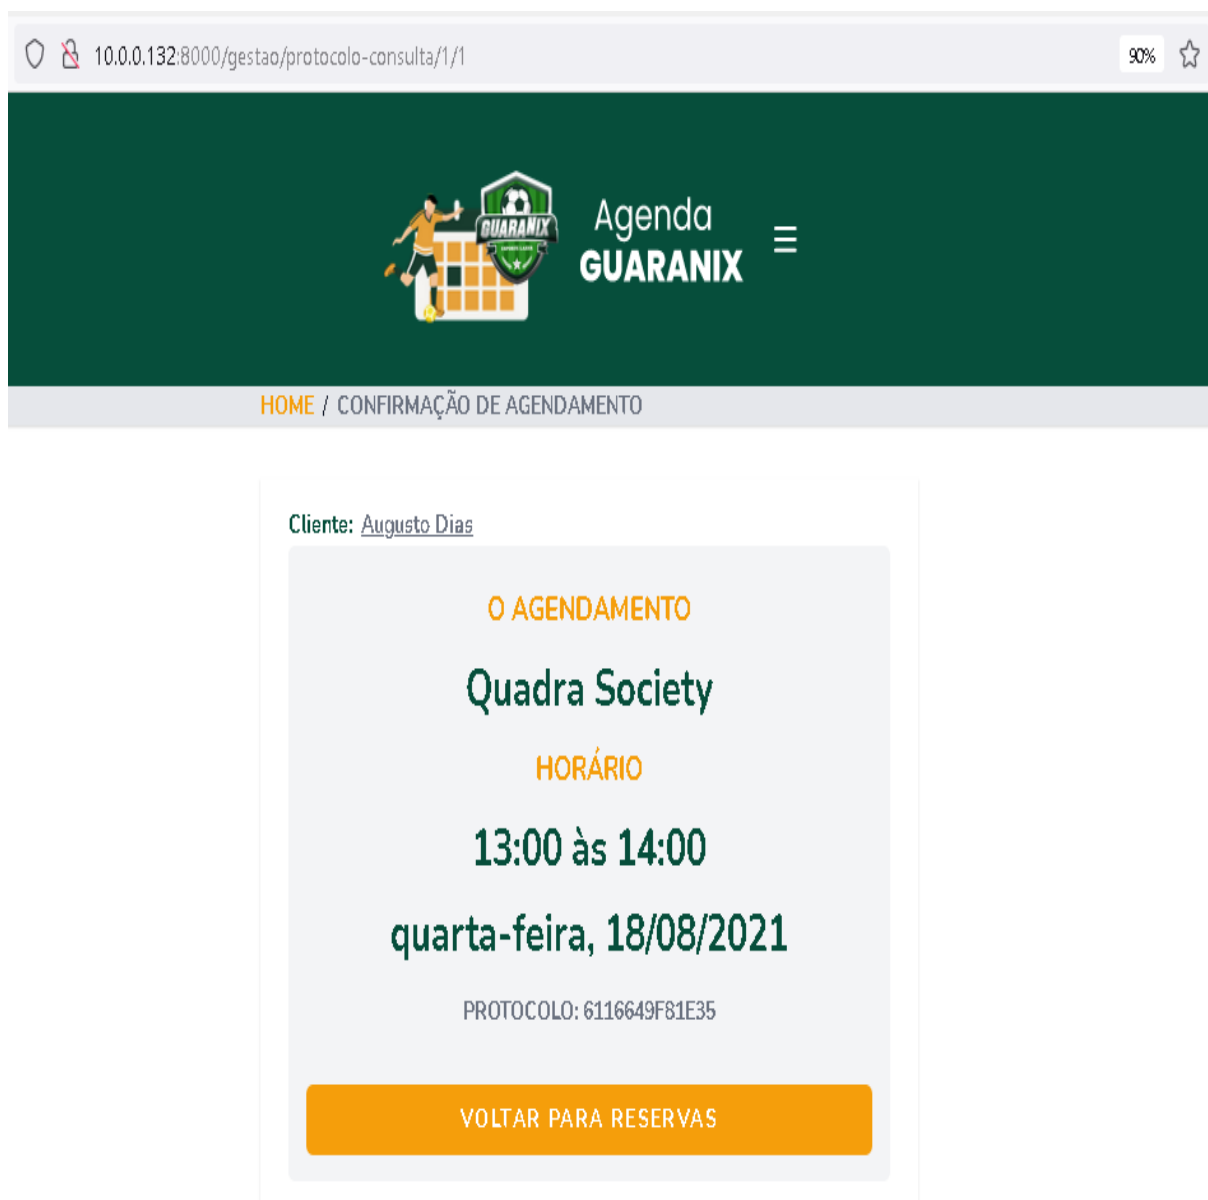 10.0.0.132:8000/gestao/protocolo-consulta/1/1
90%
GUARANIX
Agenda
GUARANIX
HOME / CONFIRMAÇÃO DE AGENDAMENTO
Cliente: Augusto Dias
O AGENDAMENTO
Quadra Society
HORÁRIO
13:00 às 14:00
quarta-feira, 18/08/2021
PROTOCOLO: 6116649F81E35
VOLTAR PARA RESERVAS